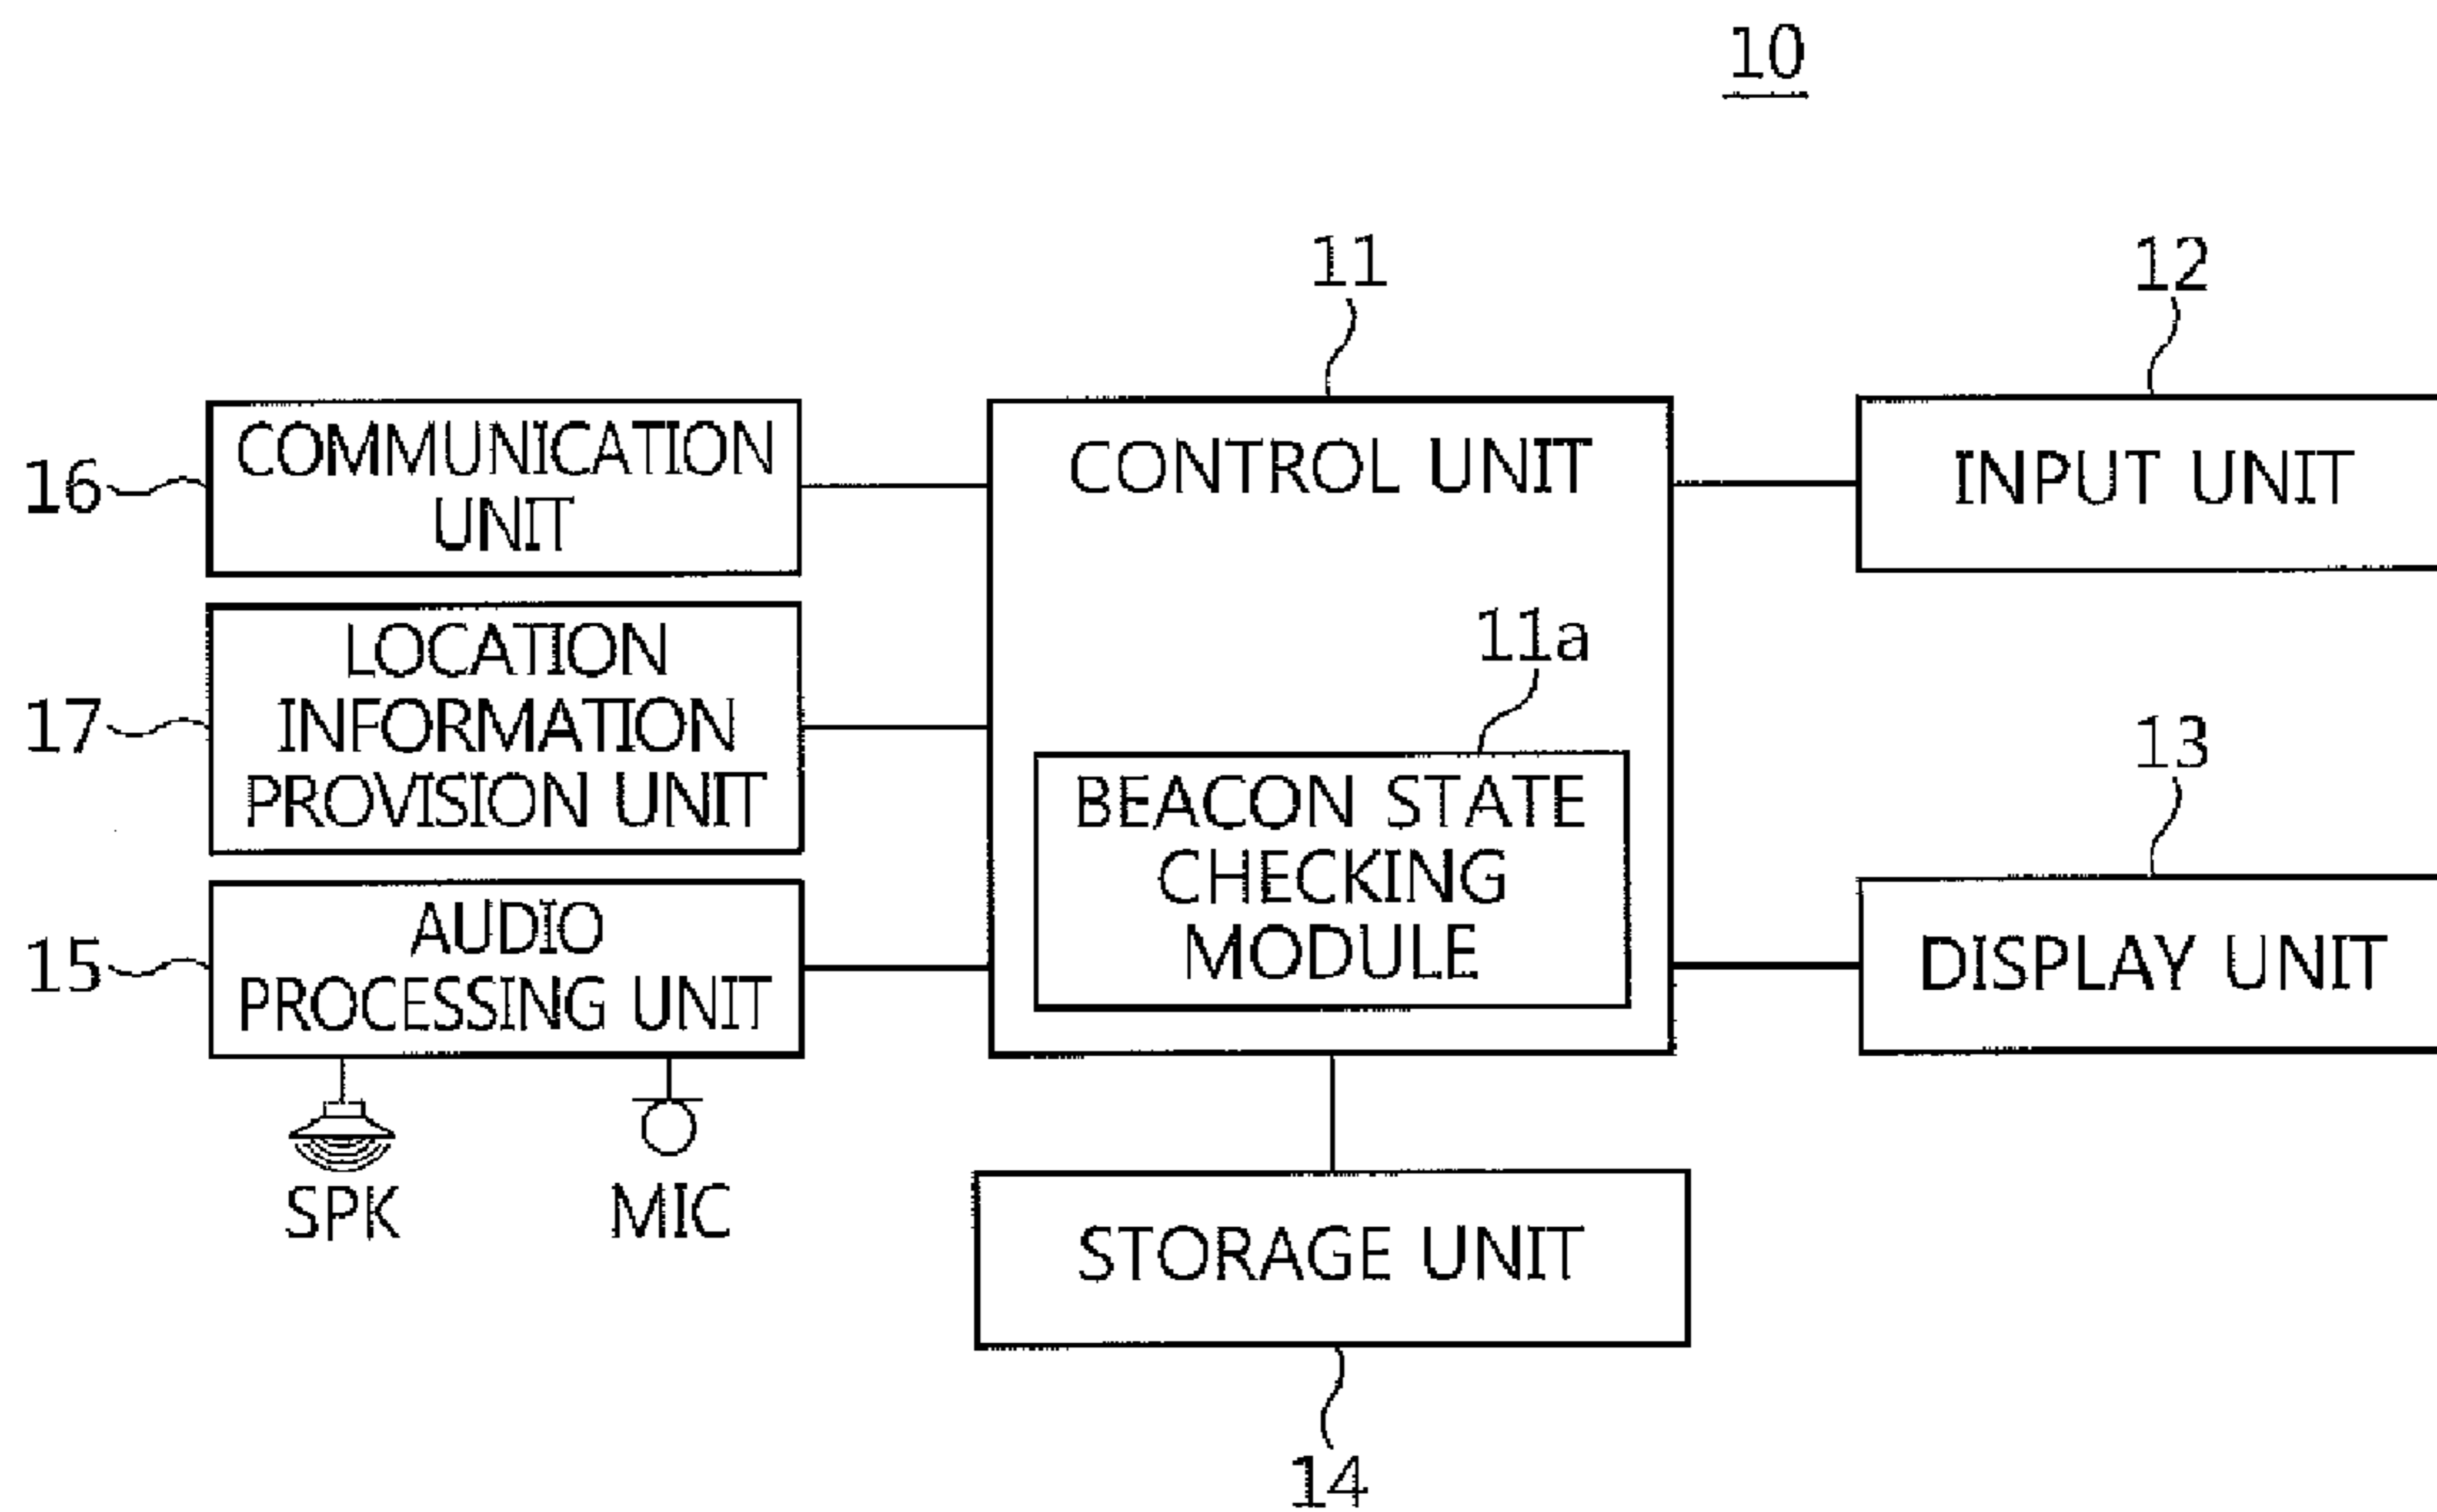 10
11
12
16
COMMUNICATION
UNIT
CONTROL UNIT
INPUT UNIT
17
LOCATION
INFORMATION
PROVISION UNIT
11a
BEACON STATE
CHECKING
MODULE
13
15
AUDIO
PROCESSING UNIT
DISPLAY UNIT
SPK
MIC
STORAGE UNIT
14